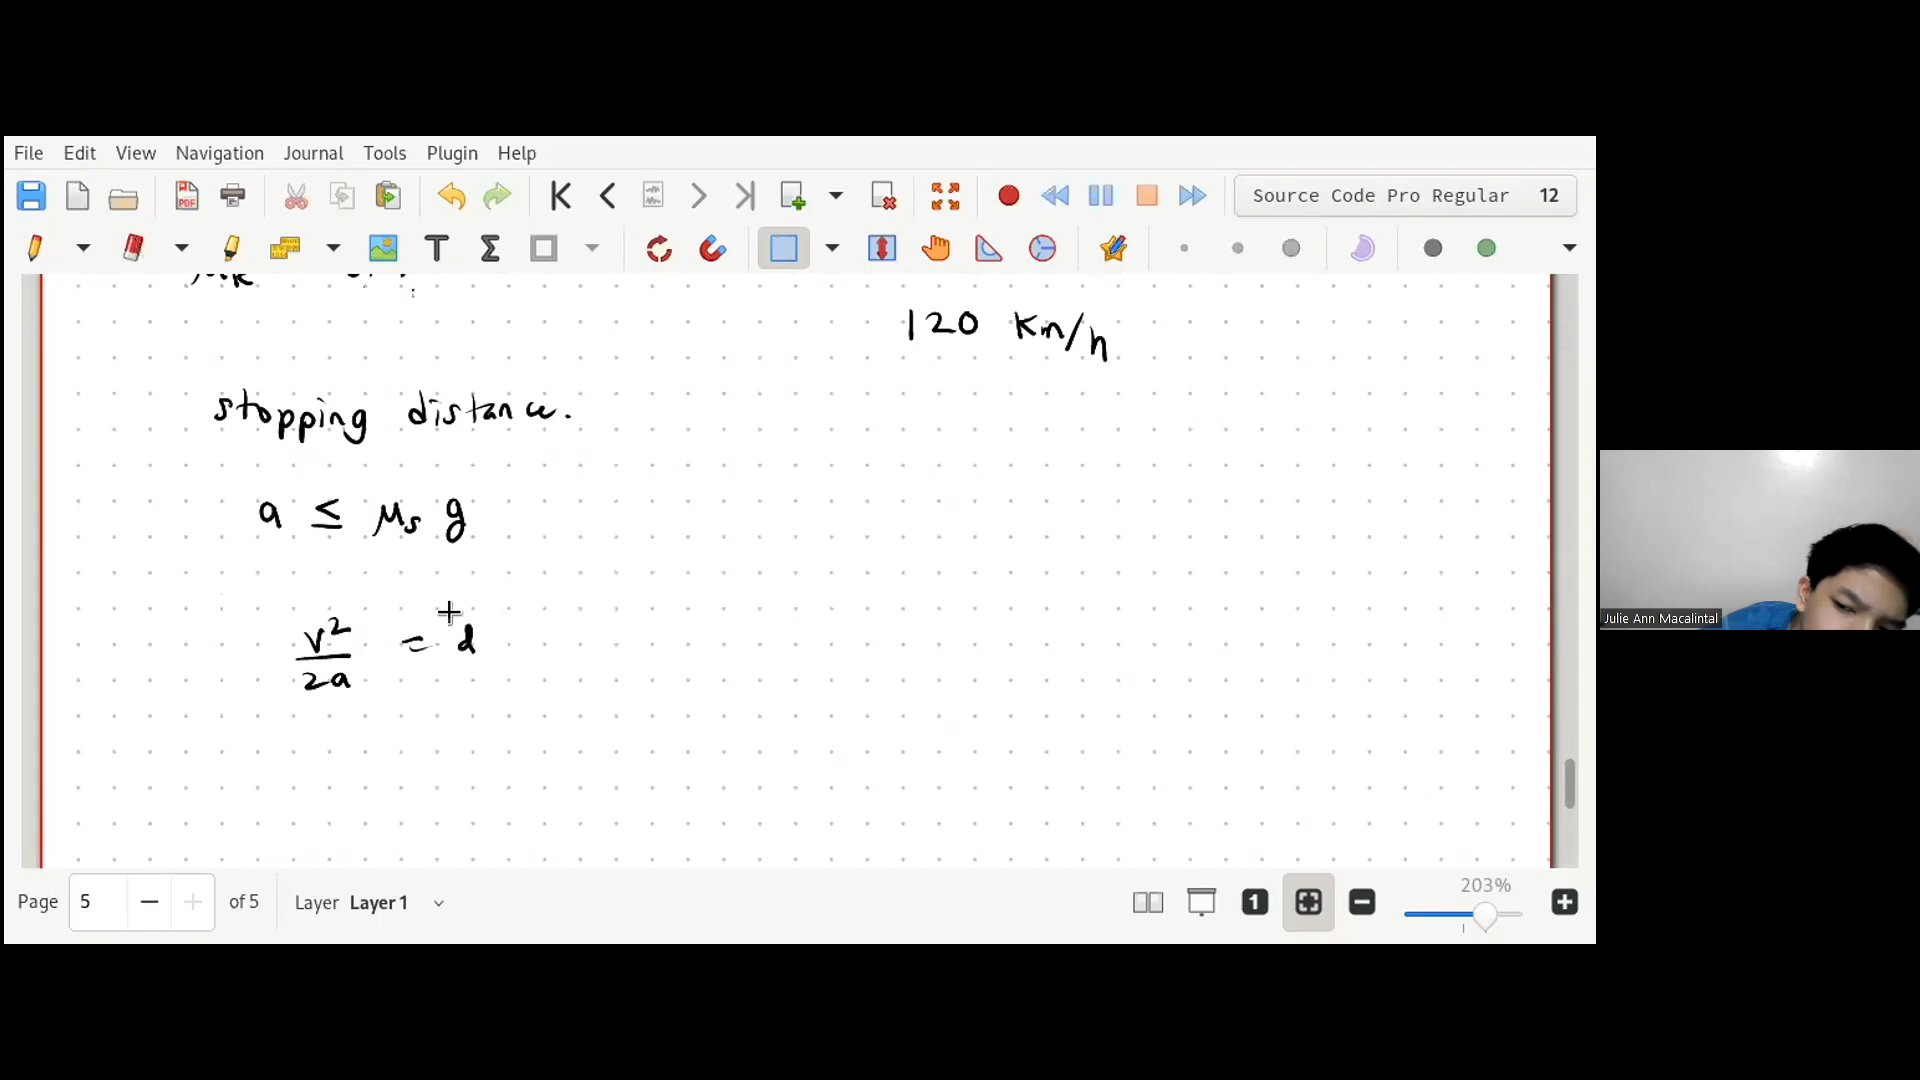 File Edit View Navigation Journal Tools Plugin Help
Source Code Pro Regular 12
120 Km/h
stopping distance.
a ≤ μs g
v²/2a = d
Julie Ann Macalintal
Page 5 of 5 Layer Layer 1
1
203%